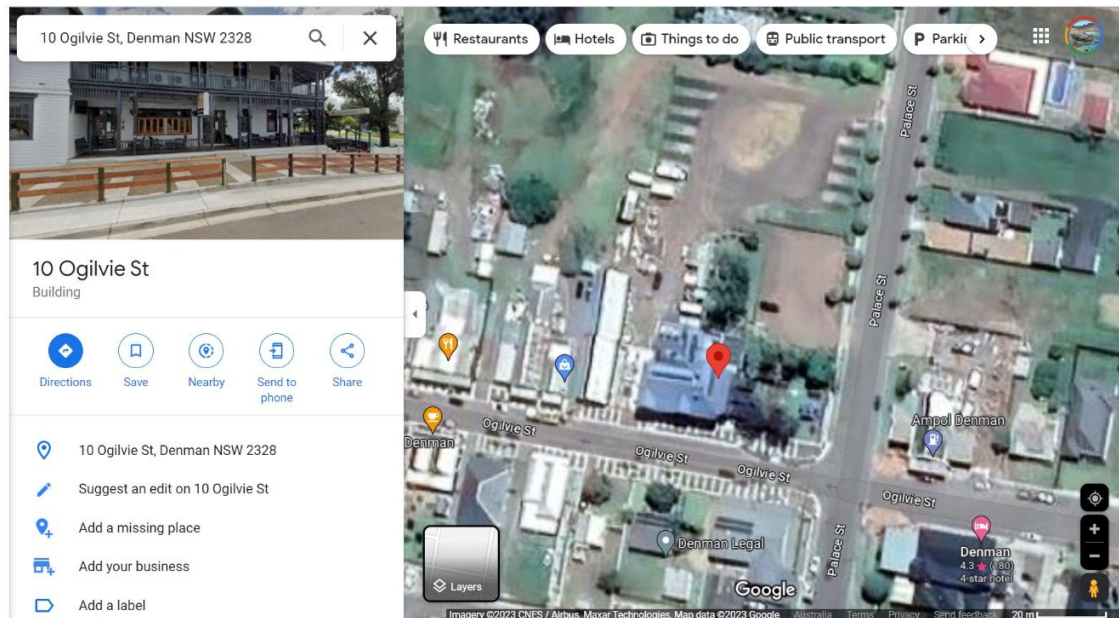 10 Ogilvie St, Denman NSW 2328
Restaurants
Hotels
Things to do
Public transport
10 Ogilvie St
Building
Directions
Save
Nearby
Send to
phone
Share
10 Ogilvie St, Denman NSW 2328
Suggest an edit on 10 Ogilvie St
Add a missing place
Add your business
Add a label
Palace St
Palace St
Ampol Denman
Denman
Ogilvie St
Ogilvie St
Ogilvie St
Ogilvie St
Palace St
Denman Legal
Denman
4.3 ★ (180)
4-star hotel
Layers
Google
Imagery ©2023 CNES / Airbus, Maxar Technologies, Map data ©2023 Google Australia Terms Privacy Send feedback 20 m